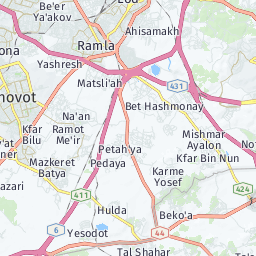 Lod
Be'er
Ya'akov
Ahisamakh
Ramla
Yashresh
Matsli'ah
431
Bet Hashmonay
Na'an
Kfar
Bilu
Ramot
Me'ir
Mishmar
Ayalon
Petahya
Kfar Bin Nun
Mazkeret
Batya
Pedaya
Karme
Yosef
411
424
Hulda
Beko'a
6
44
Yesodot
Tal Shahar